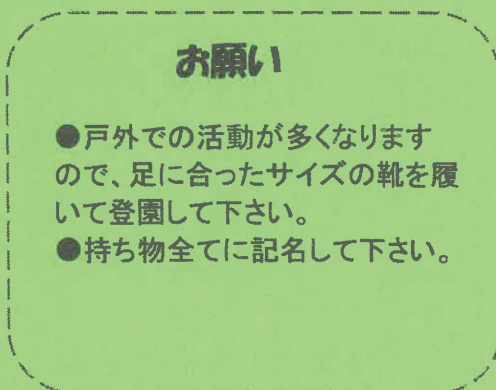 お願い
●戸外での活動が多くなります
ので、足に合ったサイズの靴を履
いて登園して下さい。
●持ち物全てに記名して下さい。